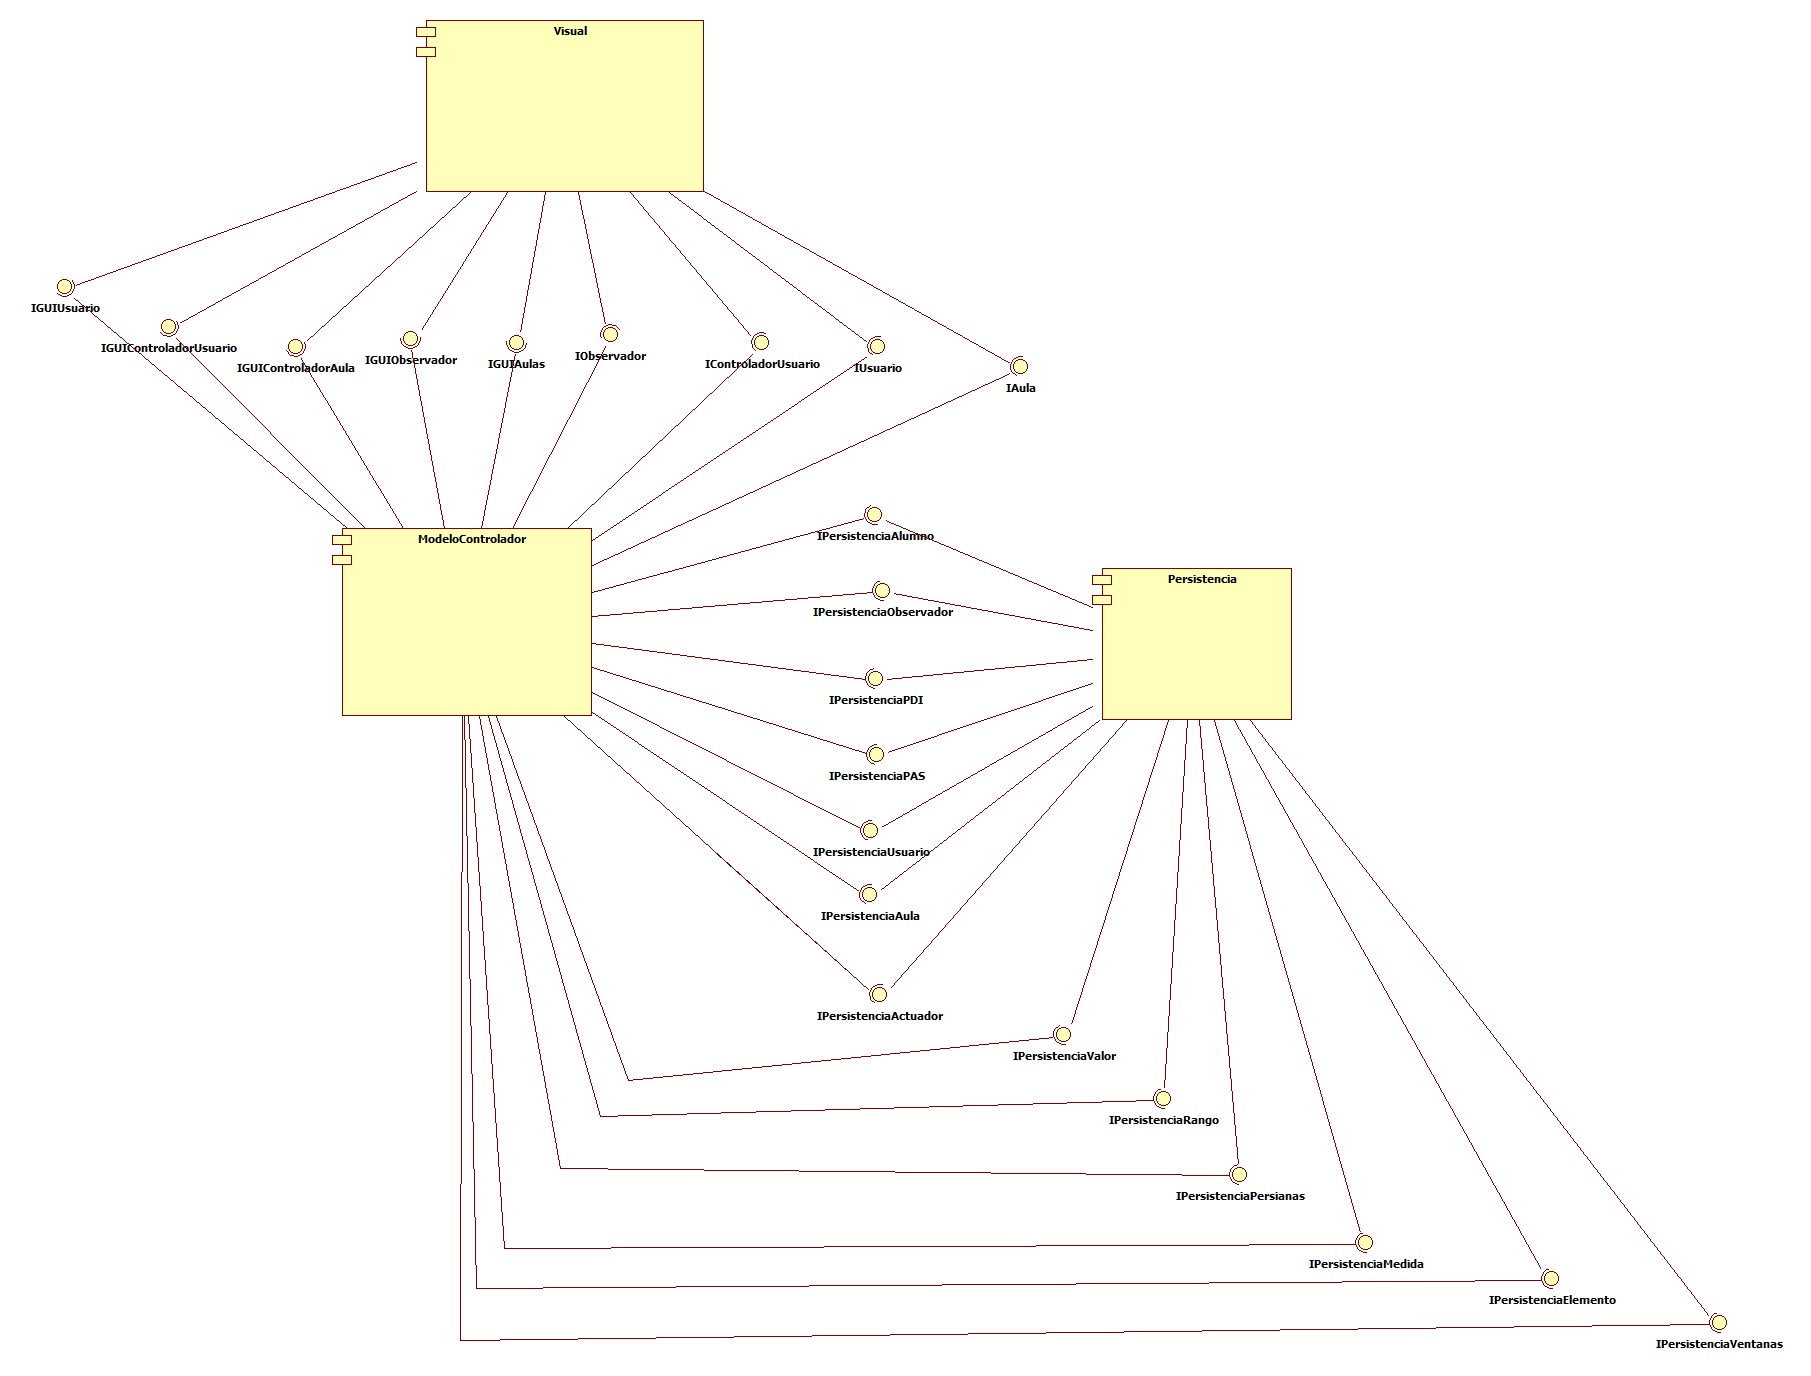 Visual
IGUIUsuario
IGUIControladorUsuario
IGUIControladorAula
IGUIObservador
IGUIAulas
IObservador
IControladorUsuario
IUsuario
IAula
ModeloControlador
IPersistenciaAlumno
Persistencia
IPersistenciaObservador
IPersistenciaPDI
IPersistenciaPAS
IPersistenciaUsuario
IPersistenciaAula
IPersistenciaActuador
IPersistenciaValor
IPersistenciaRango
IPersistenciaPersianas
IPersistenciaMedida
IPersistenciaElemento
IPersistenciaVentanas